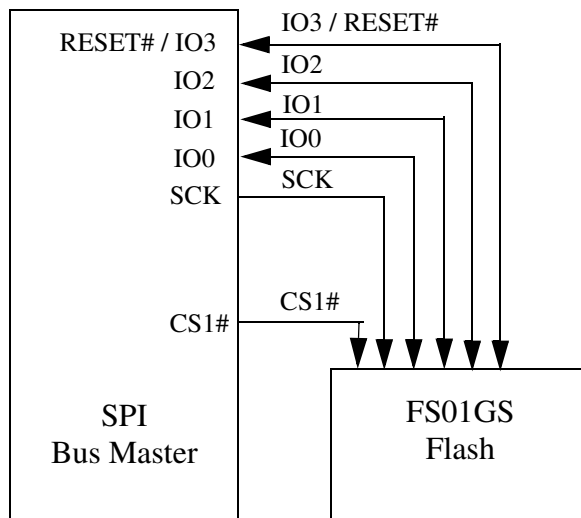 RESET# / IO3
IO3 / RESET#
IO2
IO2
IO1
IO1
IO0
IO0
SCK
SCK
CS1#
CS1#
SPI
Bus Master
FS01GS
Flash